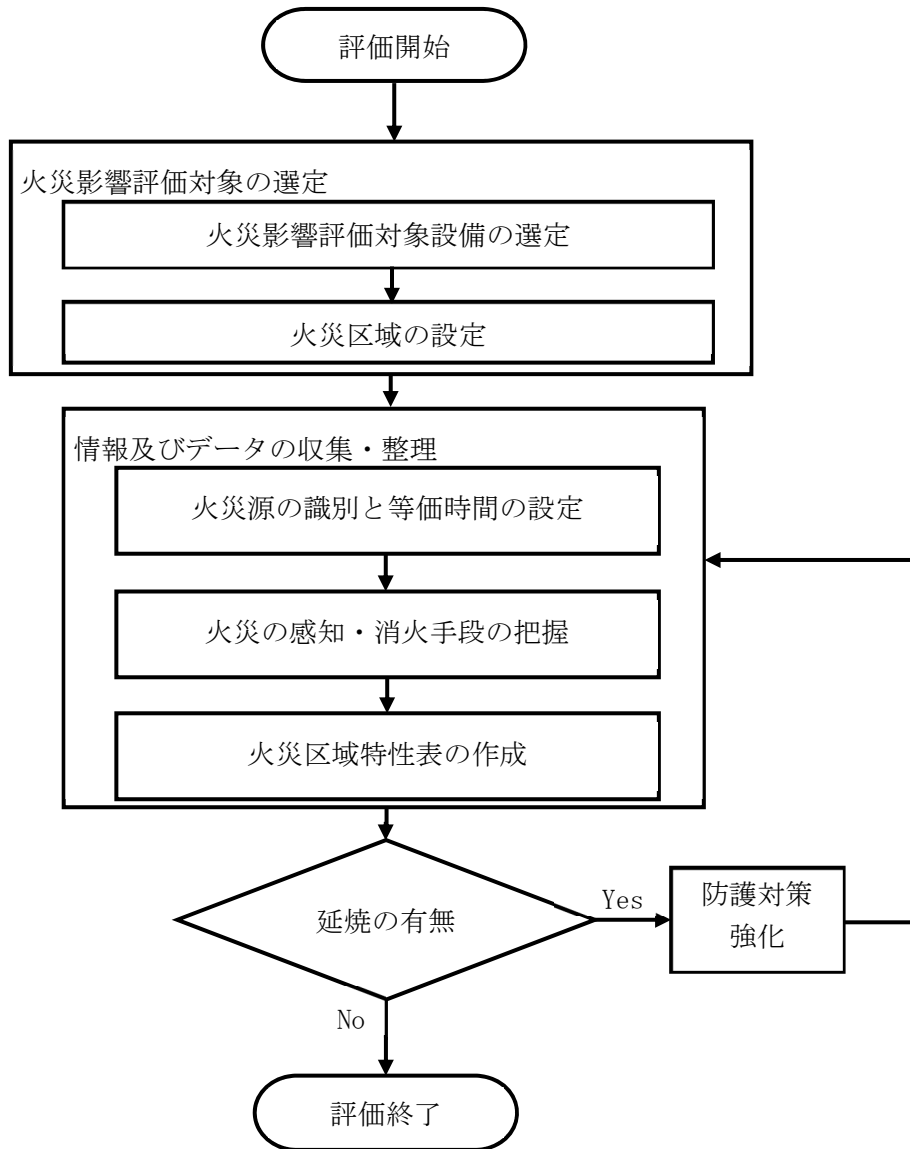 評価開始
火災影響評価対象の選定
火災影響評価対象設備の選定
火災区域の設定
情報及びデータの収集・整理
火災源の識別と等価時間の設定
火災の感知・消火手段の把握
火災区域特性表の作成
延焼の有無
Yes
防護対策
強化
No
評価終了